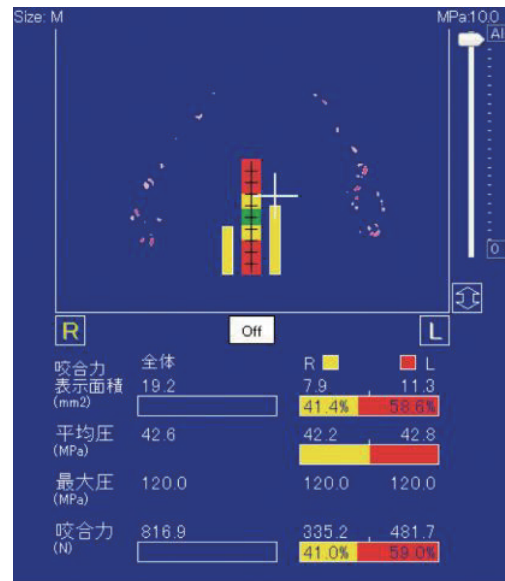 Size: M MPa:10.0
Al
0
R Off L
咬合力 全体 R L
表示面積 19.2 7.9 11.3
(mm2) 41.4% 58.6%
平均圧 42.6 42.2 42.8
(MPa)
最大圧 120.0 120.0 120.0
(MPa)
咬合力 816.9 335.2 481.7
(N) 41.0% 59.0%